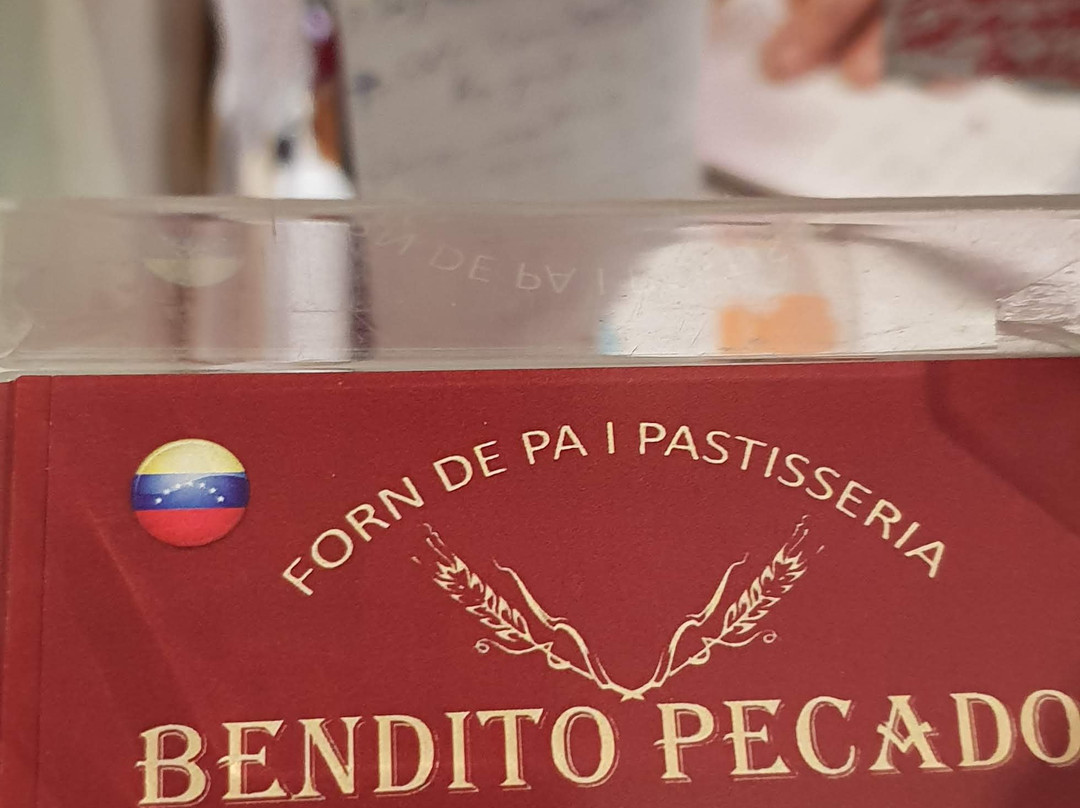 FORN DE PA I PASTISSERIA
BENDITO PECADO